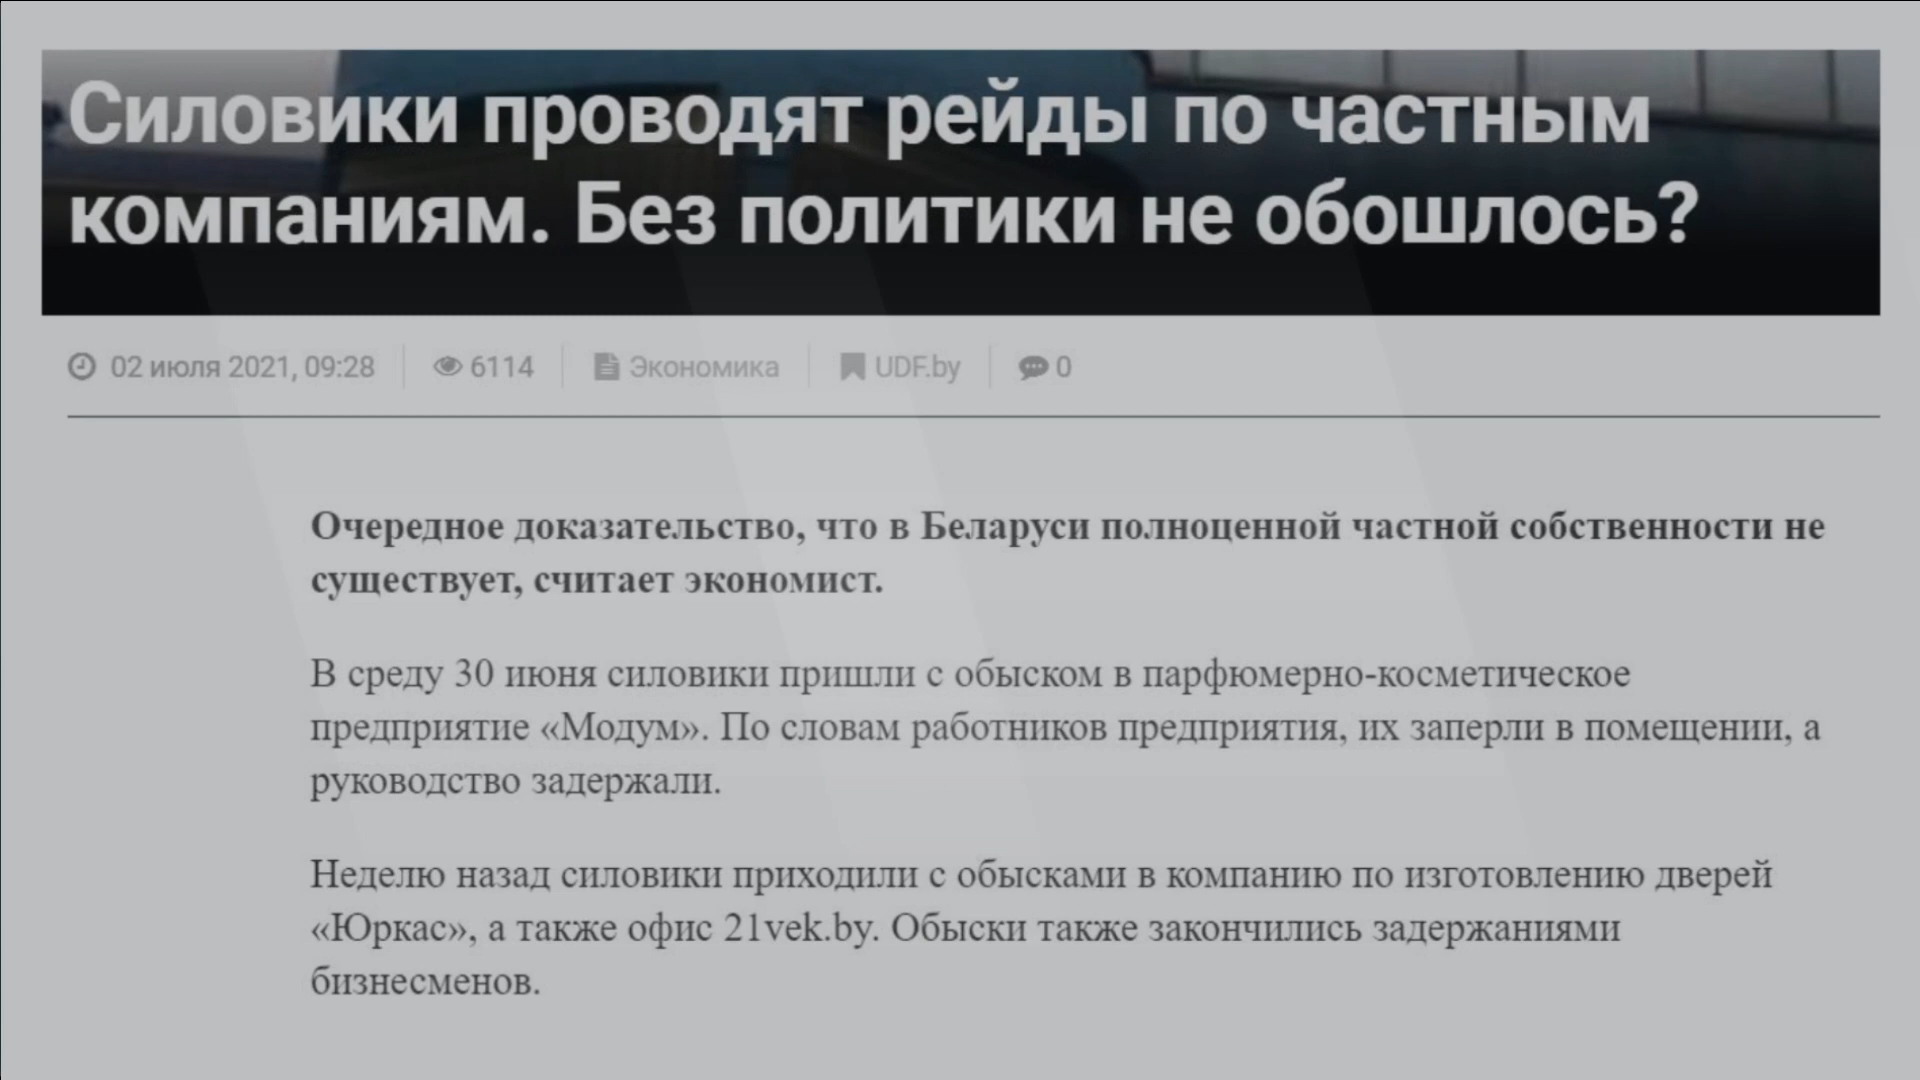 Силовики проводят рейды по частным
компаниям. Без политики не обошлось?
02 июля 2021, 09:28 6114 Экономика UDF.by 0
Очередное доказательство, что в Беларуси полноценной частной собственности не
существует, считает экономист.
В среду 30 июня силовики пришли с обыском в парфюмерно-косметическое
предприятие «Модум». По словам работников предприятия, их заперли в помещении, а
руководство задержали.
Неделю назад силовики приходили с обысками в компанию по изготовлению дверей
«Юркас», а также офис 21vek.by. Обыски также закончились задержаниями
бизнесменов.